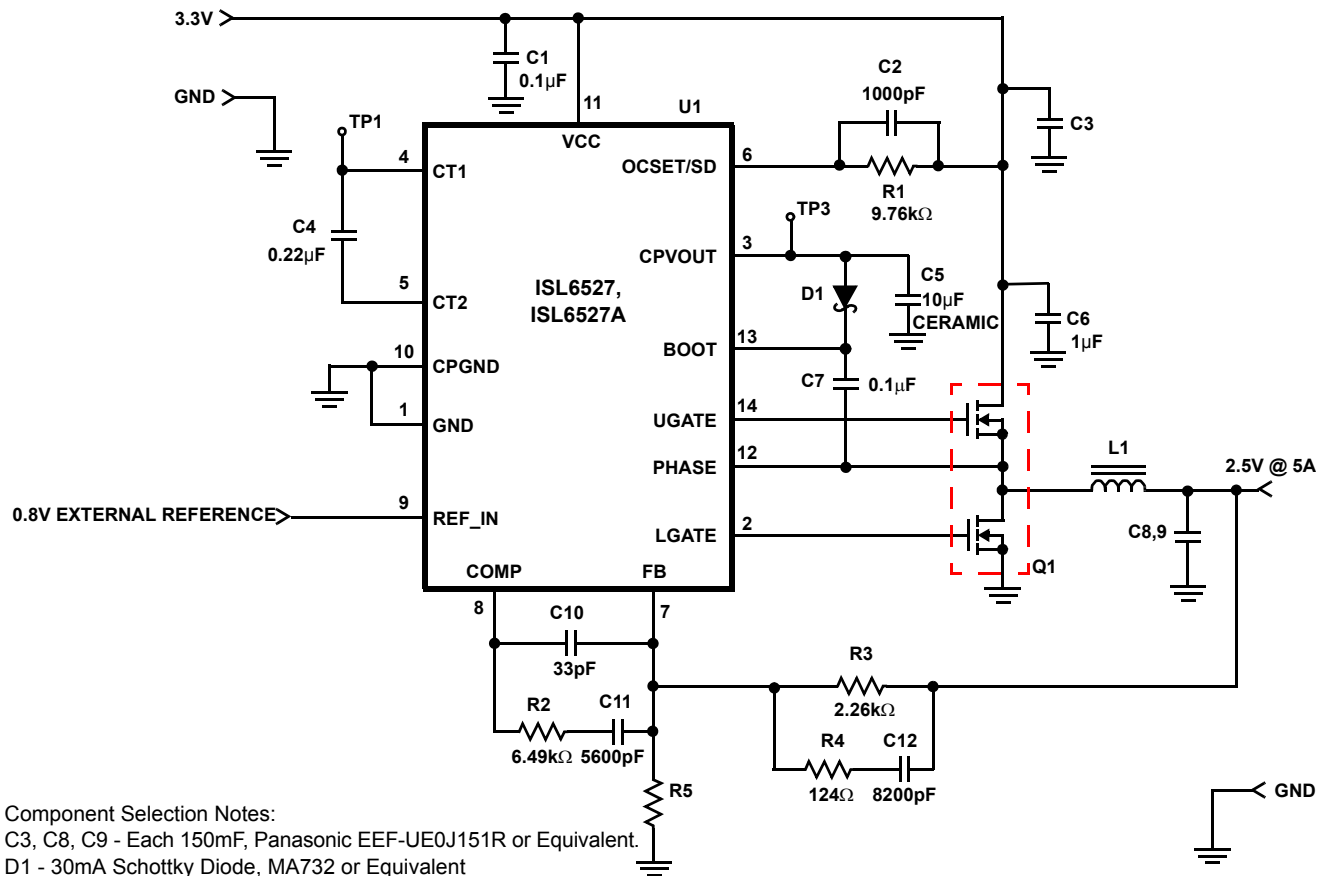 3.3V
C1
0.1µF
GND
TP1
11
U1
VCC
C2
1000pF
C3
4
CT1
OCSET/SD
6
R1
9.76kΩ
TP3
C4
0.22µF
CPVOUT
3
5
CT2
ISL6527,
ISL6527A
D1
C5
10µF
CERAMIC
C6
1µF
BOOT
13
10
CPGND
C7
0.1µF
1
GND
UGATE
14
PHASE
12
L1
2.5V @ 5A
0.8V EXTERNAL REFERENCE
9
REF_IN
LGATE
2
C8,9
Q1
COMP
FB
8
7
C10
33pF
R3
2.26kΩ
R2
6.49kΩ
C11
5600pF
R4
124Ω
C12
8200pF
R5
GND
Component Selection Notes:
C3, C8, C9 - Each 150mF, Panasonic EEF-UE0J151R or Equivalent.
D1 - 30mA Schottky Diode, MA732 or Equivalent